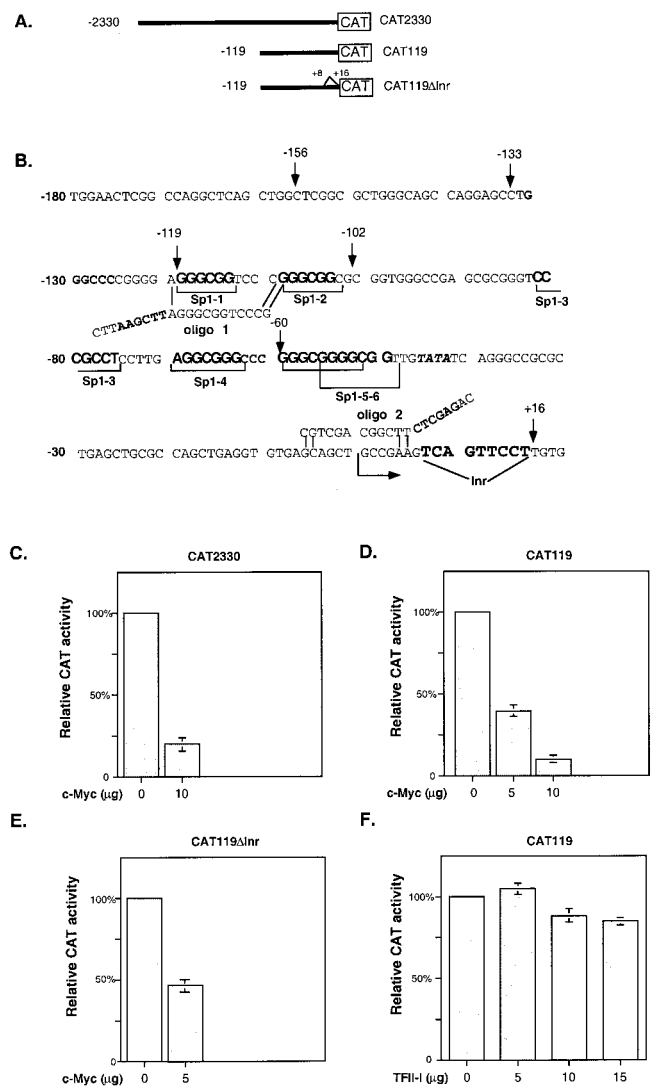 A.
-2330 CAT CAT2330
-119 CAT CAT119
-119 +8 +16 CAT CAT119ΔInr
B.
-156 -133
-180 TGGAACTCGG CCAGGCTCAG CTGGCTCGGC GCTGGGCAGC CAGGAGCCTG
-119 -102
-130 GGCCCCGGGG AGGGCGGTCC CGGGCGGCGC GGTGGGCCGA GCGCGGGTCC
Sp1-1 Sp1-2 Sp1-3
CTTAAGCTTAGGGCGGTCCCG
oligo 1 -60
-80 CGCCTCCTTG AGGCGGGCCC GGGCGGGGCG GTTGTATATC AGGGCCGCGC
Sp1-3 Sp1-4 Sp1-5-6
oligo 2
CGTCGA CGGCTTCTCGAGAC +16
-30 TGAGCTGCGC CAGCTGAGGT GTGAGCAGCT GCCGAAGTCA GTTCCTTGTG
Inr
C. D.
CAT2330 CAT119
Relative CAT activity
100%
50%
0
c-Myc (μg) 0 10
Relative CAT activity
100%
50%
0
c-Myc (μg) 0 5 10
E. F.
CAT119ΔInr CAT119
Relative CAT activity
100%
50%
0
c-Myc (μg) 0 5
Relative CAT activity
100%
50%
0
TFII-I (μg) 0 5 10 15